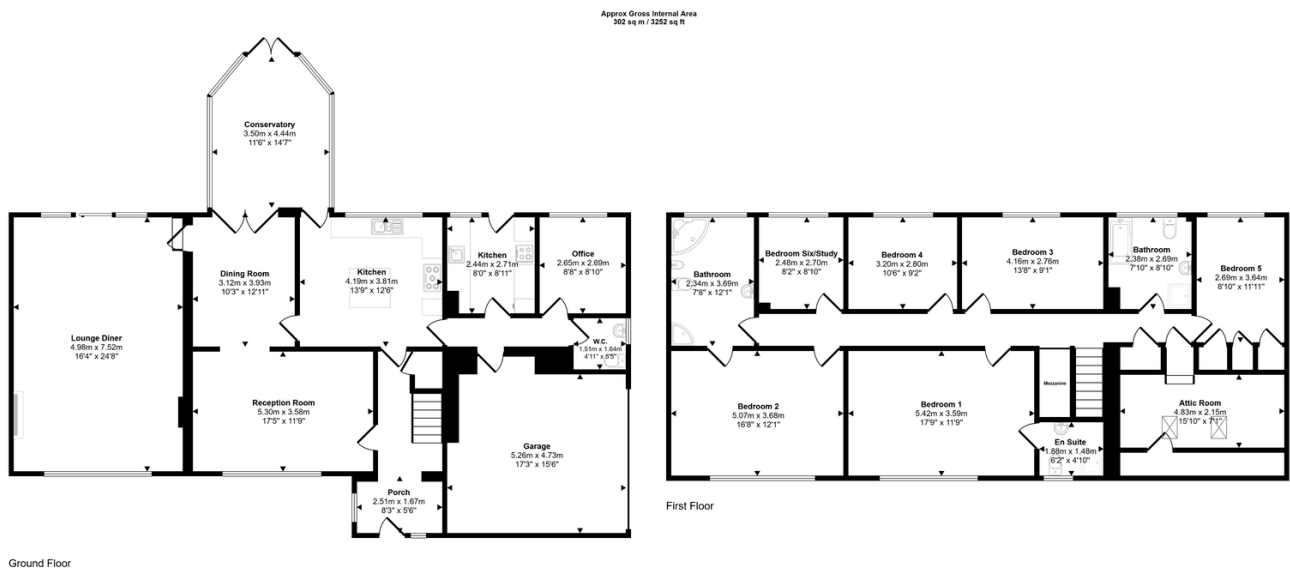 Approx Gross Internal Area
302 sq m / 3252 sq ft
Conservatory
3.50m x 4.44m
11'6" x 14'7"
Lounge Diner
4.98m x 7.52m
16'4" x 24'8"
Dining Room
3.12m x 3.93m
10'3" x 12'11"
Kitchen
4.19m x 3.81m
13'9" x 12'6"
Kitchen
2.44m x 2.71m
8'0" x 8'11"
Office
2.65m x 2.69m
8'8" x 8'10"
W.C.
1.51m x 1.64m
4'11" x 5'5"
Reception Room
5.30m x 3.58m
17'5" x 11'9"
Garage
5.26m x 4.73m
17'3" x 15'6"
Porch
2.51m x 1.67m
8'3" x 5'6"
Ground Floor
Bathroom
2.34m x 3.69m
7'8" x 12'1"
Bedroom Six/Study
2.48m x 2.70m
8'2" x 8'10"
Bedroom 4
3.20m x 2.80m
10'6" x 9'2"
Bedroom 3
4.16m x 2.76m
13'8" x 9'1"
Bathroom
2.38m x 2.69m
7'10" x 8'10"
Bedroom 5
2.69m x 3.64m
8'10" x 11'11"
Bedroom 2
5.07m x 3.68m
16'8" x 12'1"
Bedroom 1
5.42m x 3.59m
17'9" x 11'9"
Mezzanine
En Suite
1.88m x 1.48m
6'2" x 4'10"
Attic Room
4.83m x 2.15m
15'10" x 7'1"
First Floor